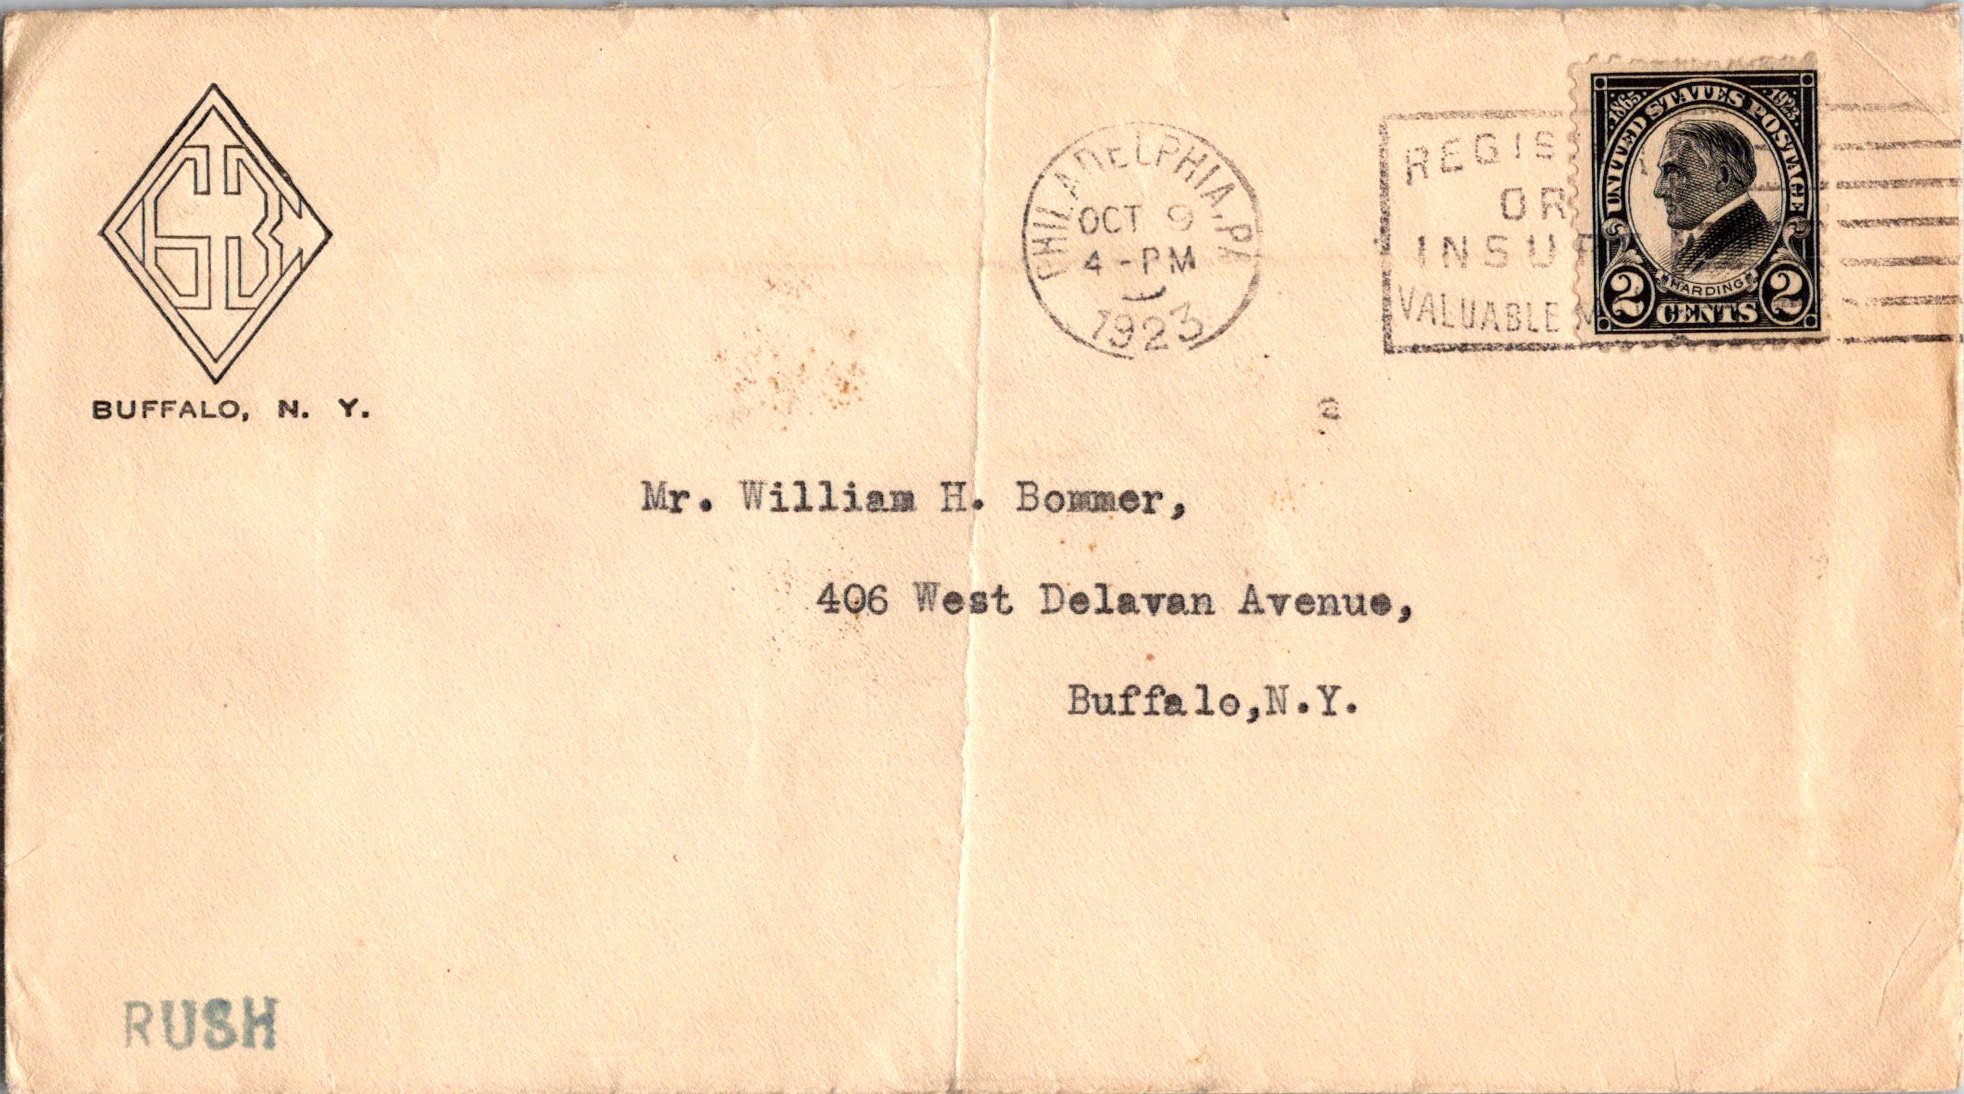 BUFFALO, N. Y.
PHILADELPHIA, PA
OCT 9
4-PM
1923
REGIS
OR
INSUR
VALUABLE M
1865 1923
UNITED STATES POSTAGE
HARDING
2 CENTS 2
Mr. William H. Bommer,
406 West Delavan Avenue,
Buffalo,N.Y.
RUSH